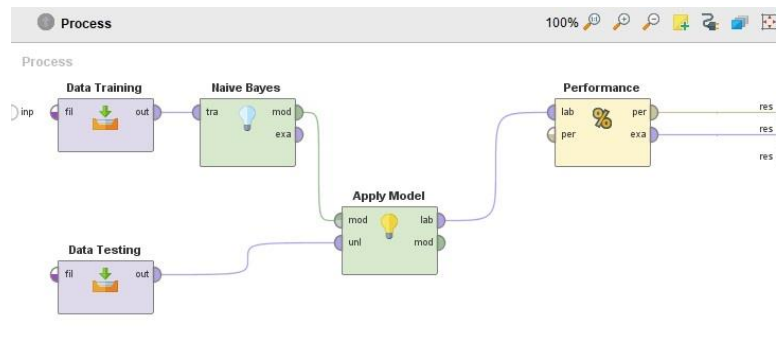 Process 100%
Process
Data Training Naive Bayes Performance
inp fil out tra mod lab per res
exa per exa res
res
Apply Model
mod lab
Data Testing unl mod
fil out